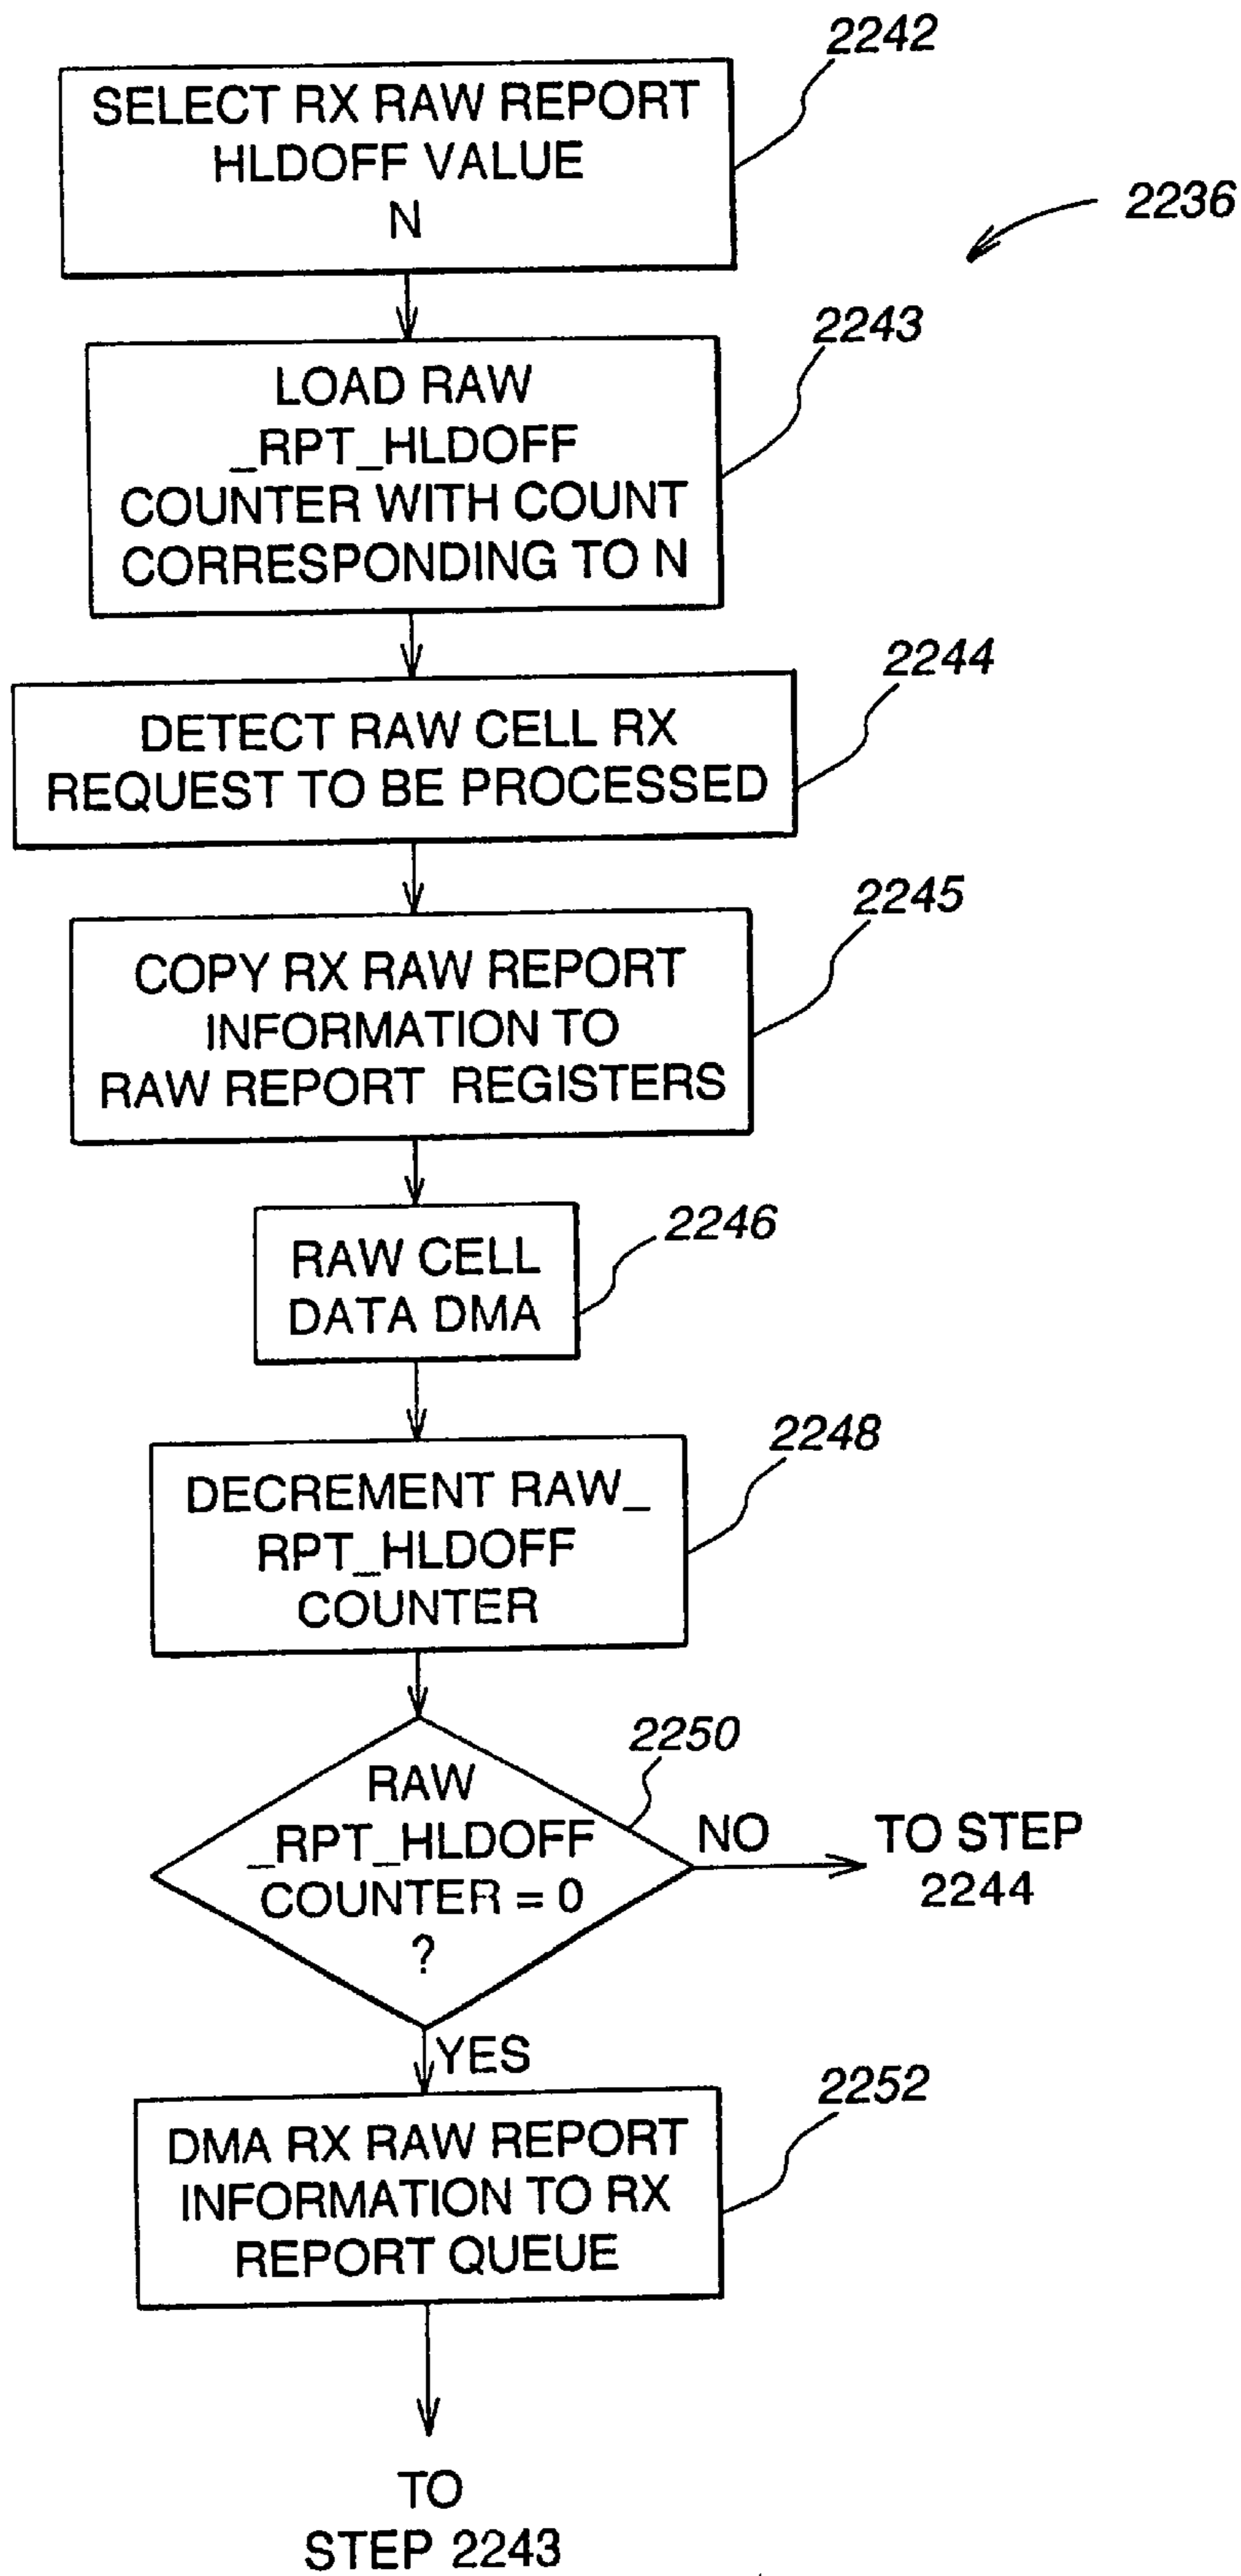 2242
SELECT RX RAW REPORT
HLDOFF VALUE
N
2236
2243
LOAD RAW
_RPT_HLDOFF
COUNTER WITH COUNT
CORRESPONDING TO N
2244
DETECT RAW CELL RX
REQUEST TO BE PROCESSED
2245
COPY RX RAW REPORT
INFORMATION TO
RAW REPORT REGISTERS
2246
RAW CELL
DATA DMA
2248
DECREMENT RAW_
RPT_HLDOFF
COUNTER
2250
RAW
_RPT_HLDOFF
COUNTER = 0
?
NO
TO STEP
2244
YES
2252
DMA RX RAW REPORT
INFORMATION TO RX
REPORT QUEUE
TO
STEP 2243